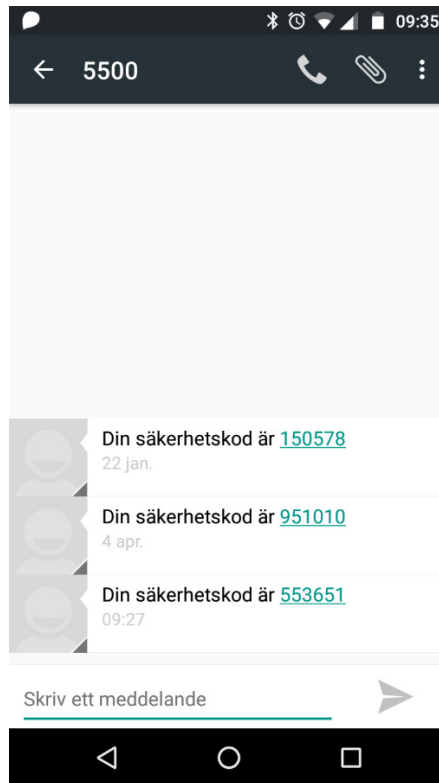 09:35
5500
Din säkerhetskod är 150578
22 jan.
Din säkerhetskod är 951010
4 apr.
Din säkerhetskod är 553651
09:27
Skriv ett meddelande